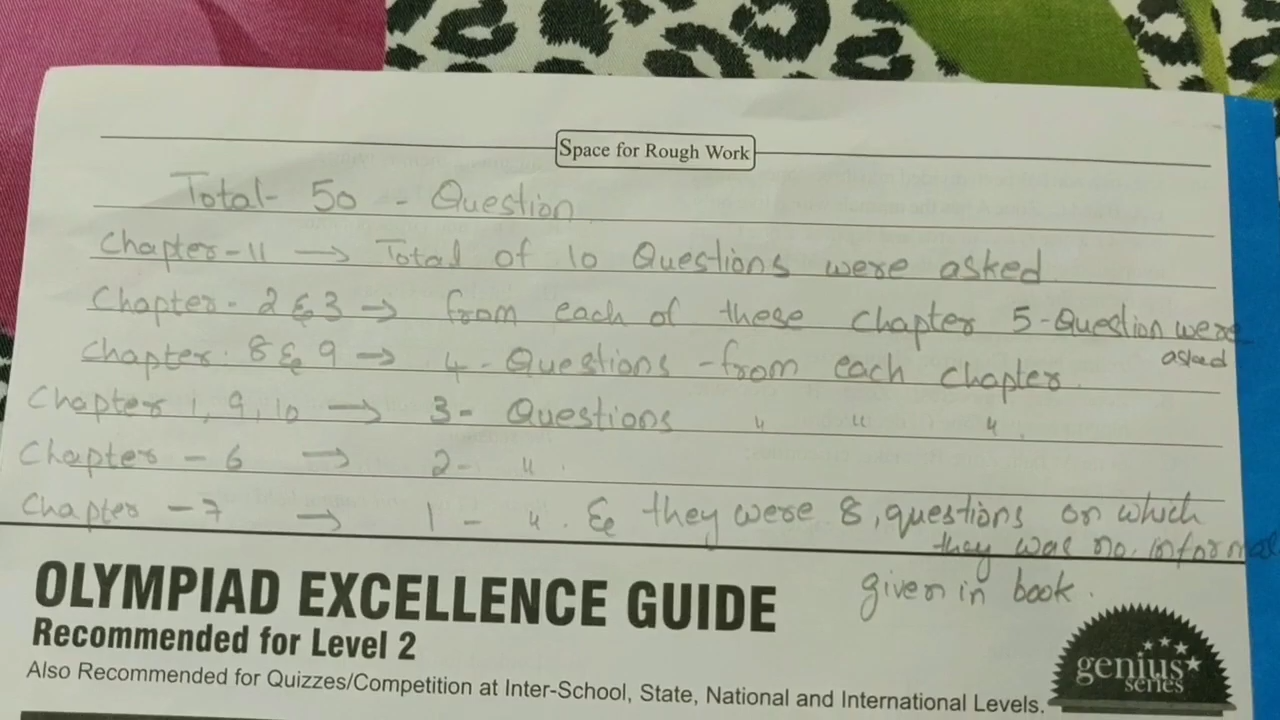 Space for Rough Work
Total- 50 - Question
Chapter-11 → Total of 10 Questions were asked
Chapter- 2 & 3 → from each of these chapter 5-Question were
asked
Chapter. 8 & 9 → 4 - Questions -from each chapter.
Chapter 1, 9, 10 → 3- Questions " " ".
Chapter - 6 → 2- ".
Chapter - 7 → 1 - ". & they were 8, questions on which
they was no. informa
given in book.
OLYMPIAD EXCELLENCE GUIDE
Recommended for Level 2
Also Recommended for Quizzes/Competition at Inter-School, State, National and International Levels.
genius
series